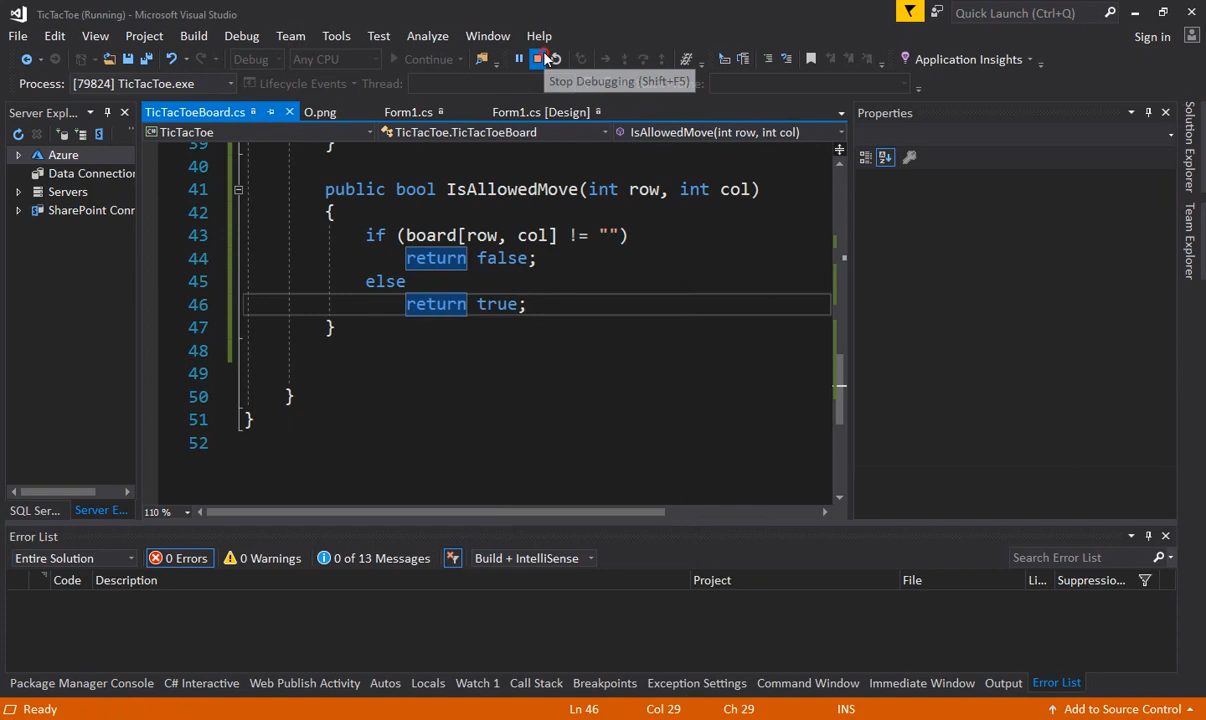 TicTacToe (Running) - Microsoft Visual Studio
Quick Launch (Ctrl+Q)
File Edit View Project Build Debug Team Tools Test Analyze Window Help
Sign in
Debug Any CPU Continue Application Insights
Stop Debugging (Shift+F5)
Process: [79824] TicTacToe.exe Lifecycle Events Thread:
Server Expl...
TicTacToeBoard.cs O.png Form1.cs Form1.cs [Design]
Properties
TicTacToe TicTacToe.TicTacToeBoard IsAllowedMove(int row, int col)
Azure
Data Connection
Servers
SharePoint Conn
39 }
40
41 public bool IsAllowedMove(int row, int col)
42 {
43 if (board[row, col] != "")
44 return false;
45 else
46 return true;
47 }
48
49
50 }
51 }
52
Solution Explorer
Team Explorer
SQL Ser... Server E...
110 %
Error List
Entire Solution 0 Errors 0 Warnings 0 of 13 Messages Build + IntelliSense Search Error List
Code Description Project File Li... Suppressio...
Package Manager Console C# Interactive Web Publish Activity Autos Locals Watch 1 Call Stack Breakpoints Exception Settings Command Window Immediate Window Output Error List
Ready Ln 46 Col 29 Ch 29 INS Add to Source Control